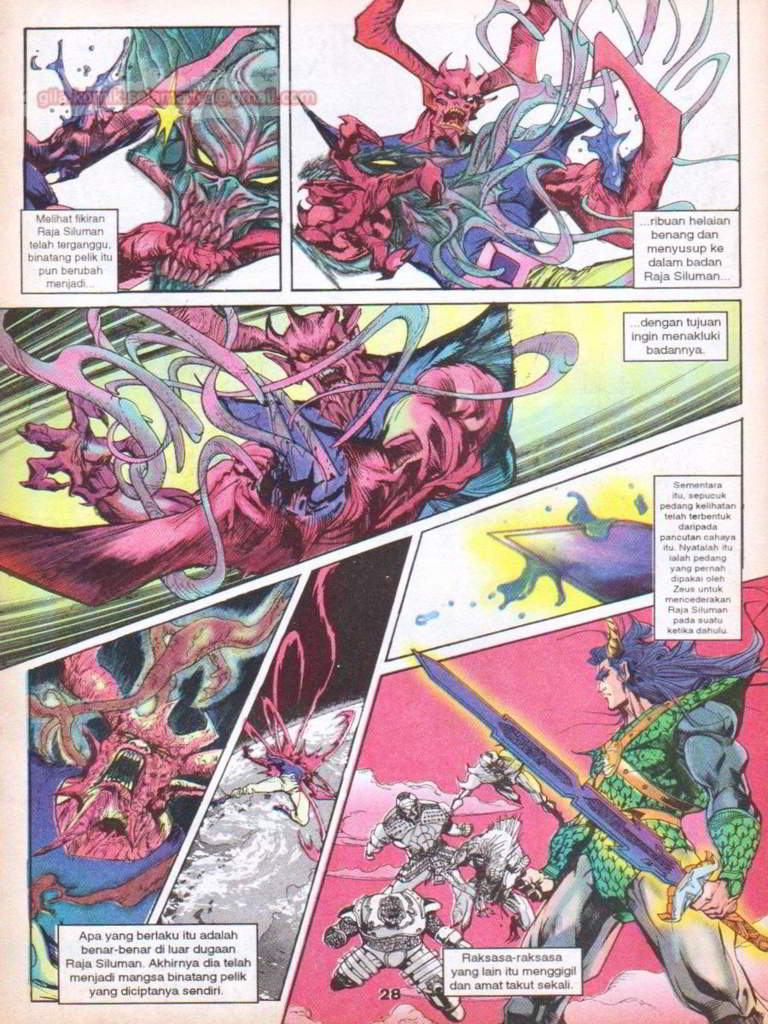 gila-komik.selamanya@gmail.com
Melihat fikiran
Raja Siluman
telah terganggu,
binatang pelik itu
pun berubah
menjadi...
...ribuan helaian
benang dan
menyusup ke
dalam badan
Raja Siluman...
...dengan tujuan
ingin menakluki
badannya.
Sementara
itu, sepucuk
pedang kelihatan
telah terbentuk
daripada
pancutan cahaya
itu. Nyatalah itu
ialah pedang
yang pernah
dipakai oleh
Zeus untuk
mencederakan
Raja Siluman
pada suatu
ketika dahulu.
Apa yang berlaku itu adalah
benar-benar di luar dugaan
Raja Siluman. Akhirnya dia telah
menjadi mangsa binatang pelik
yang diciptanya sendiri.
Raksasa-raksasa
yang lain itu menggigil
dan amat takut sekali.
28